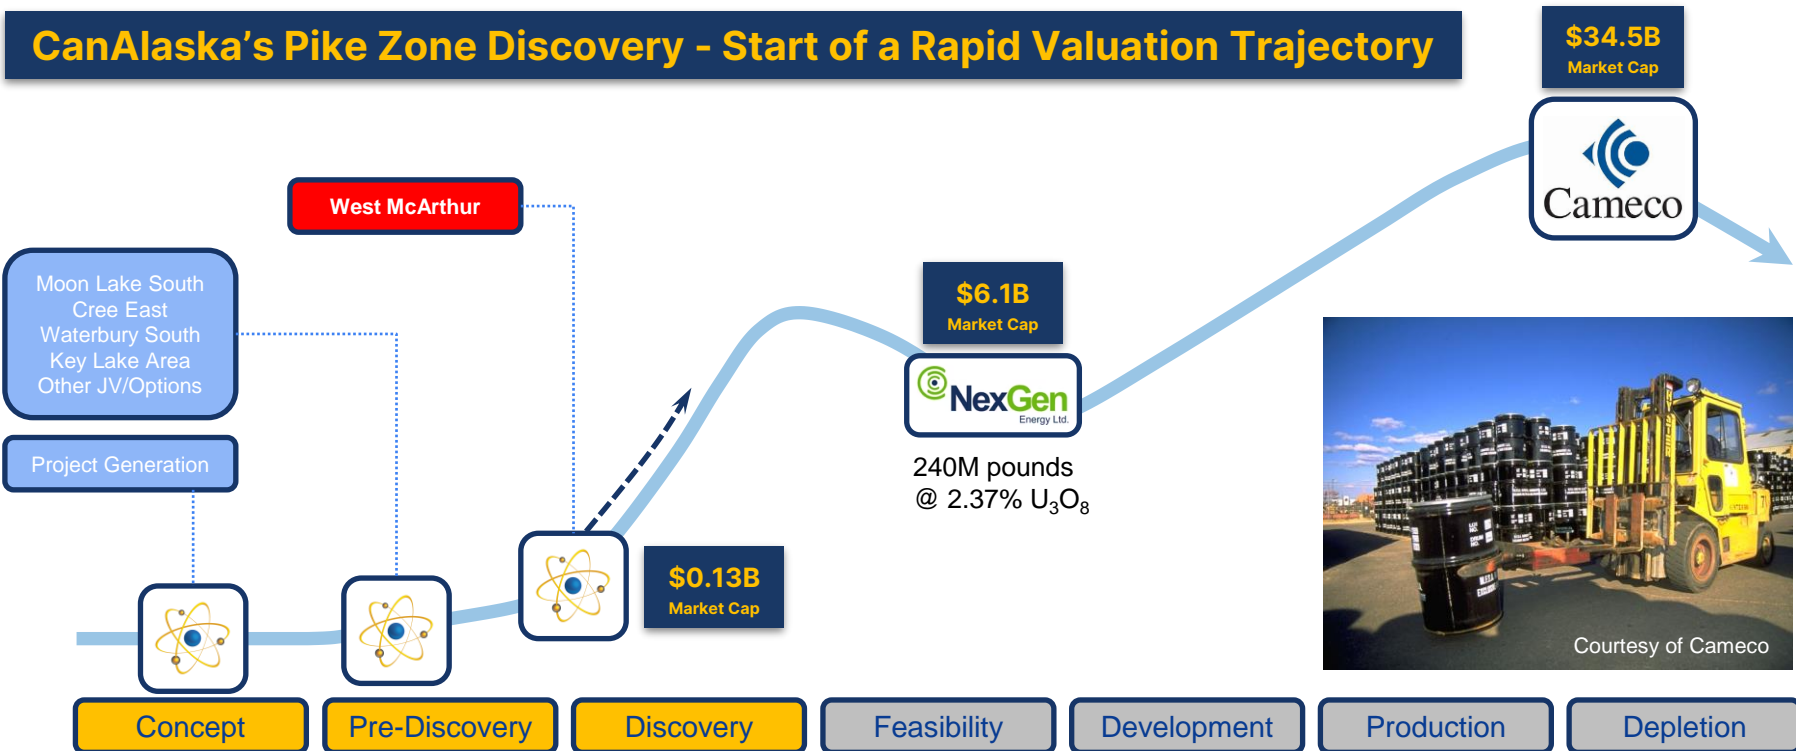 CanAlaska's Pike Zone Discovery - Start of a Rapid Valuation Trajectory
$34.5B
Market Cap
Cameco
West McArthur
Moon Lake South
Cree East
Waterbury South
Key Lake Area
Other JV/Options
Project Generation
$6.1B
Market Cap
NexGen
Energy Ltd.
240M pounds
@ 2.37% U₃O₈
$0.13B
Market Cap
Courtesy of Cameco
Concept
Pre-Discovery
Discovery
Feasibility
Development
Production
Depletion